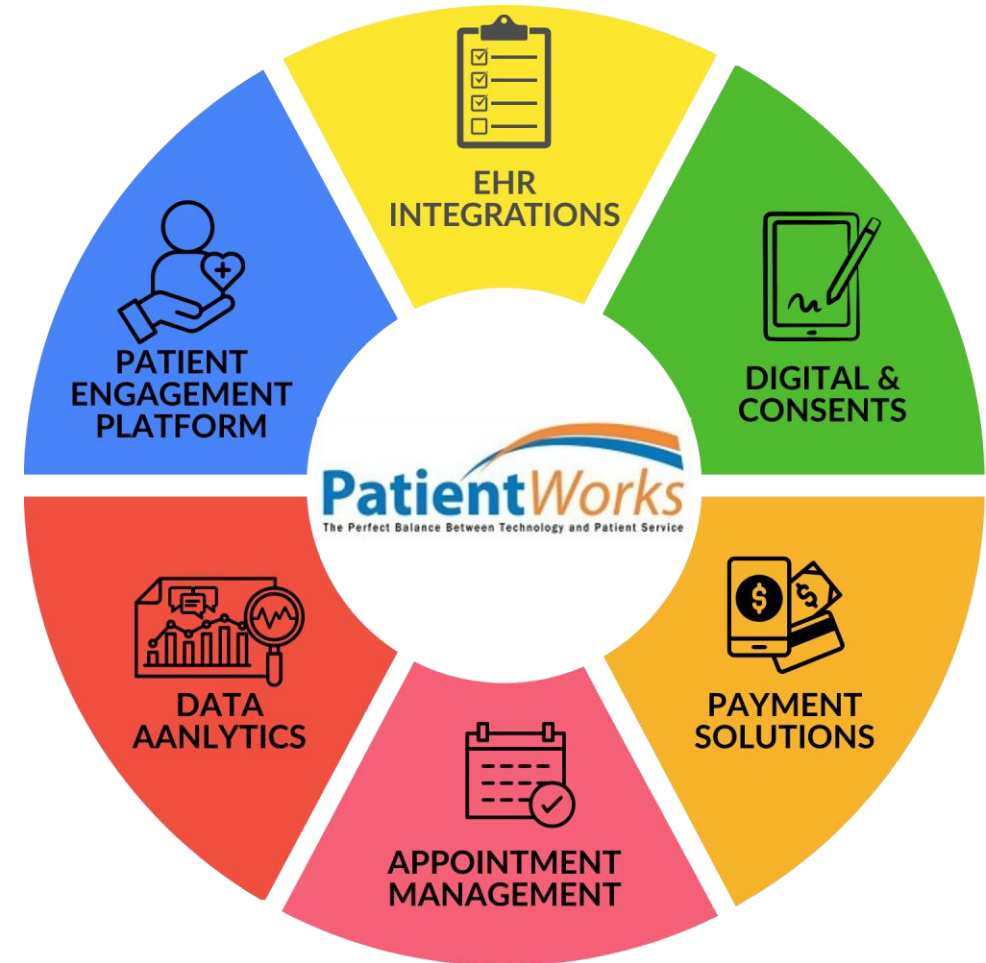 EHR
INTEGRATIONS
DIGITAL &
CONSENTS
PAYMENT
SOLUTIONS
APPOINTMENT
MANAGEMENT
DATA
AANLYTICS
PATIENT
ENGAGEMENT
PLATFORM
PatientWorks
The Perfect Balance Between Technology and Patient Service